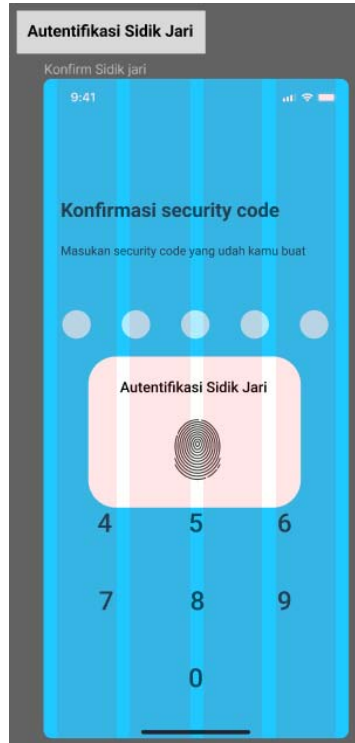 Autentifikasi Sidik Jari
Konfirm Sidik jari
9:41
Konfirmasi security code
Masukan security code yang udah kamu buat
Autentifikasi Sidik Jari
4 5 6
7 8 9
0